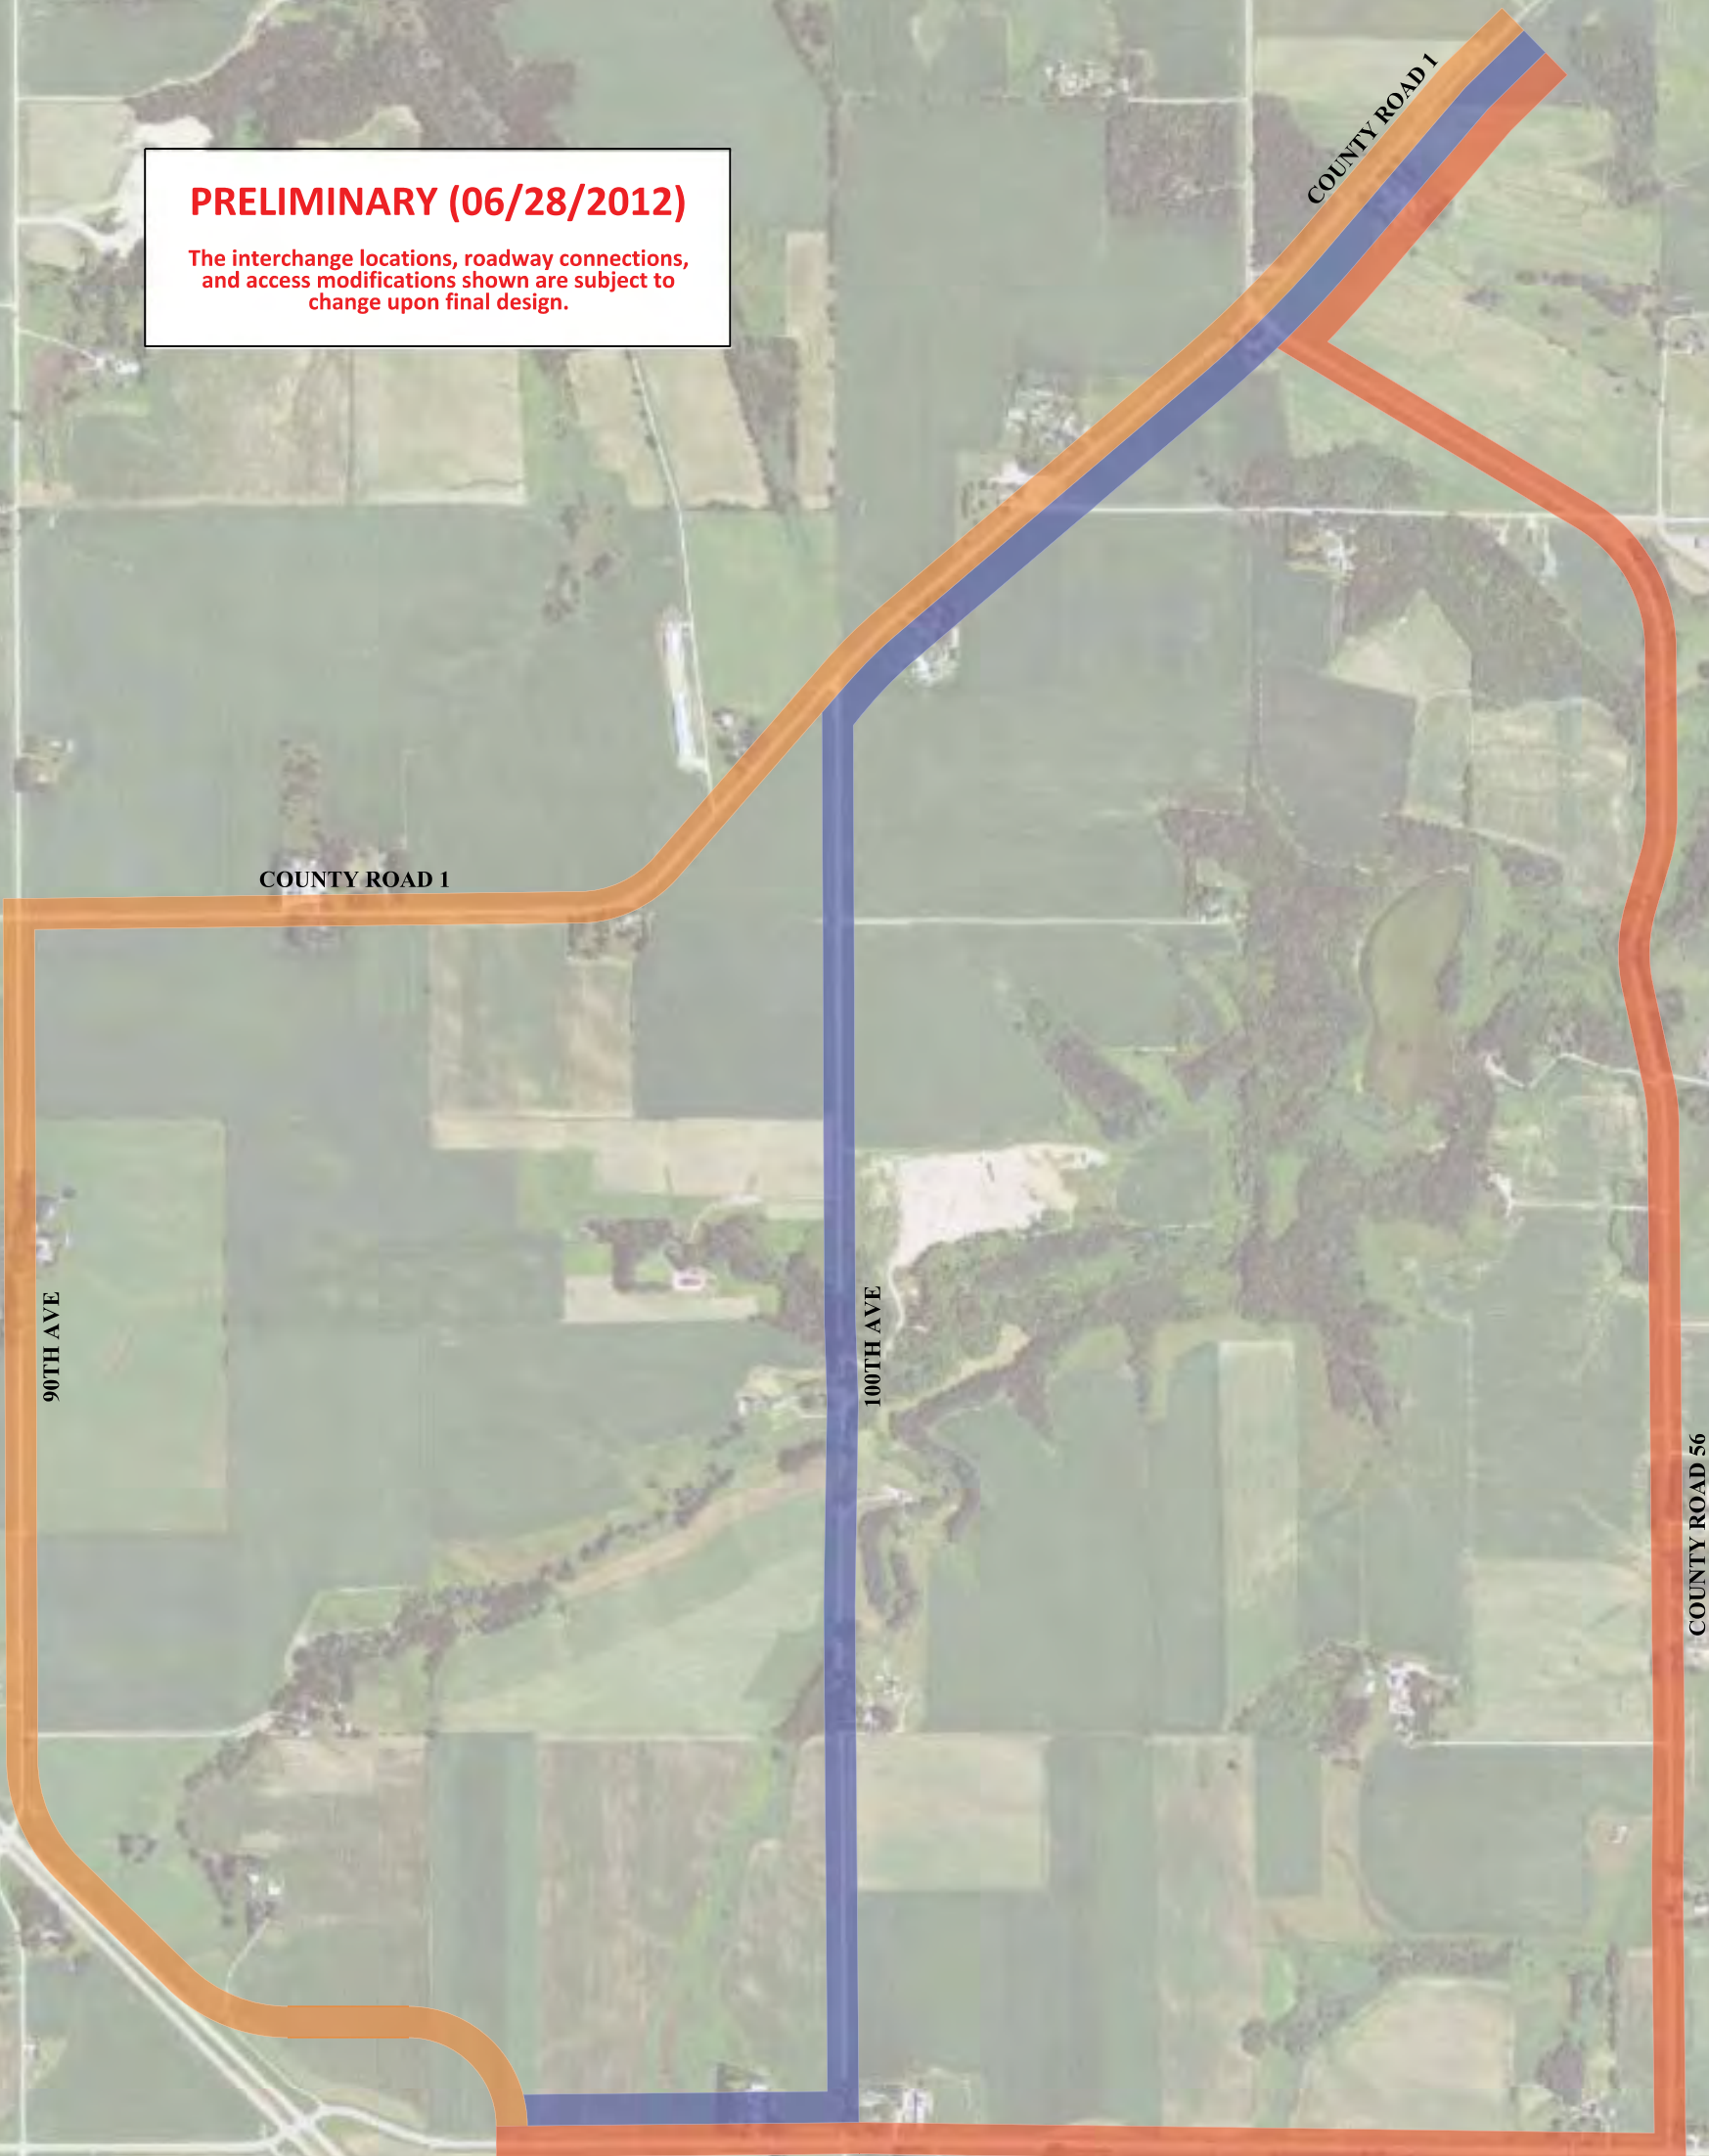 COUNTY ROAD 1
PRELIMINARY (06/28/2012)
The interchange locations, roadway connections,
and access modifications shown are subject to
change upon final design.
COUNTY ROAD 1
90TH AVE
100TH AVE
COUNTY ROAD 56